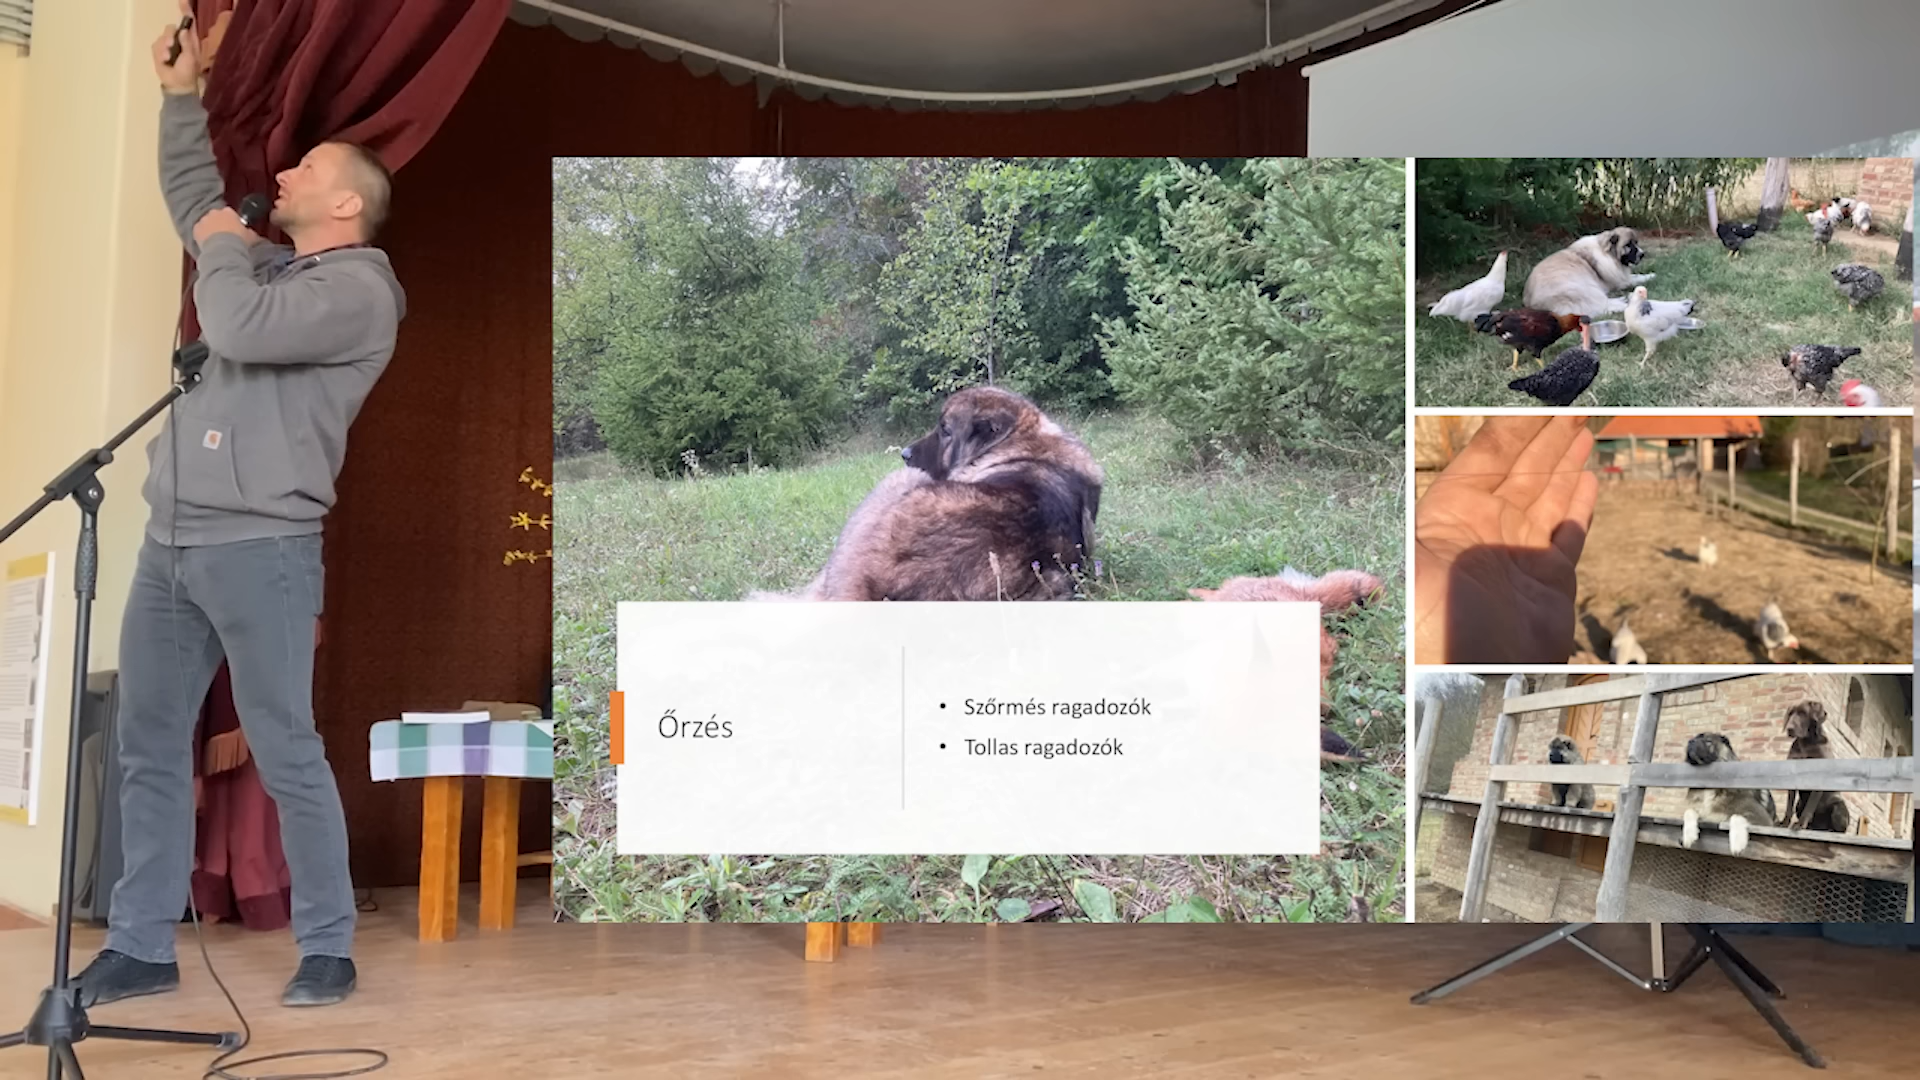 Őrzés
• Szőrmés ragadozók
• Tollas ragadozók